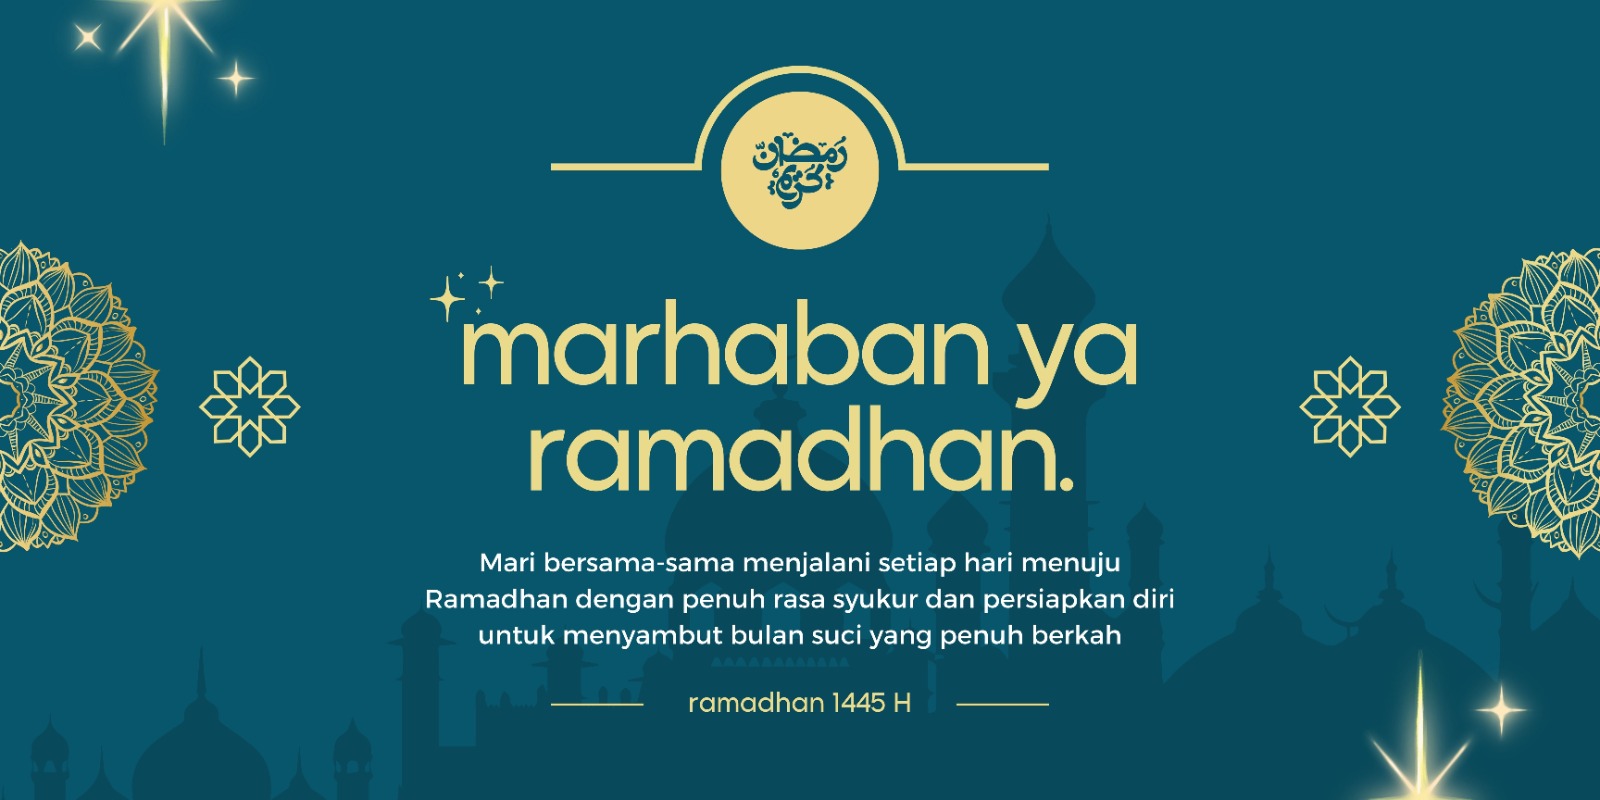 رمضان
كريم
marhaban ya
ramadhan.
Mari bersama-sama menjalani setiap hari menuju
Ramadhan dengan penuh rasa syukur dan persiapkan diri
untuk menyambut bulan suci yang penuh berkah
ramadhan 1445 H